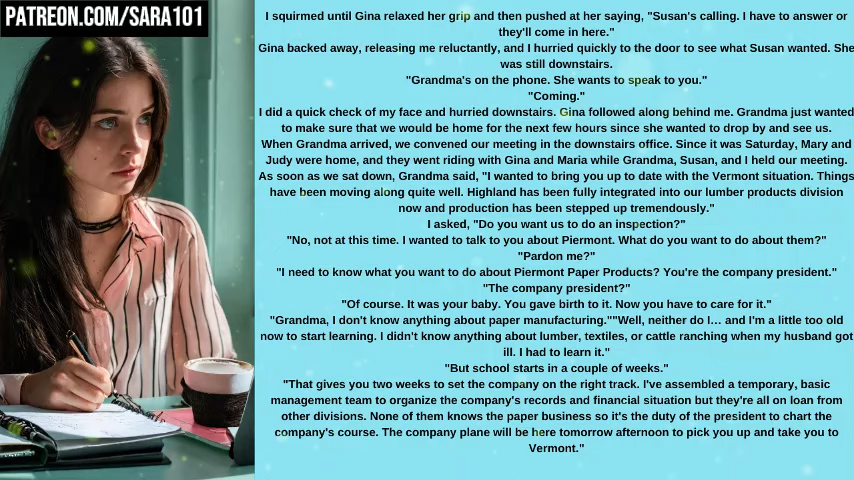 PATREON.COM/SARA101
I squirmed until Gina relaxed her grip and then pushed at her saying, "Susan's calling. I have to answer or
they'll come in here."
Gina backed away, releasing me reluctantly, and I hurried quickly to the door to see what Susan wanted. She
was still downstairs.
"Grandma's on the phone. She wants to speak to you."
"Coming."
I did a quick check of my face and hurried downstairs. Gina followed along behind me. Grandma just wanted
to make sure that we would be home for the next few hours since she wanted to drop by and see us.
When Grandma arrived, we convened our meeting in the downstairs office. Since it was Saturday, Mary and
Judy were home, and they went riding with Gina and Maria while Grandma, Susan, and I held our meeting.
As soon as we sat down, Grandma said, "I wanted to bring you up to date with the Vermont situation. Things
have been moving along quite well. Highland has been fully integrated into our lumber products division
now and production has been stepped up tremendously."
I asked, "Do you want us to do an inspection?"
"No, not at this time. I wanted to talk to you about Piermont. What do you want to do about them?"
"Pardon me?"
"I need to know what you want to do about Piermont Paper Products? You're the company president."
"The company president?"
"Of course. It was your baby. You gave birth to it. Now you have to care for it."
"Grandma, I don't know anything about paper manufacturing.""Well, neither do I... and I'm a little too old
now to start learning. I didn't know anything about lumber, textiles, or cattle ranching when my husband got
ill. I had to learn it."
"But school starts in a couple of weeks."
"That gives you two weeks to set the company on the right track. I've assembled a temporary, basic
management team to organize the company's records and financial situation but they're all on loan from
other divisions. None of them knows the paper business so it's the duty of the president to chart the
company's course. The company plane will be here tomorrow afternoon to pick you up and take you to
Vermont."